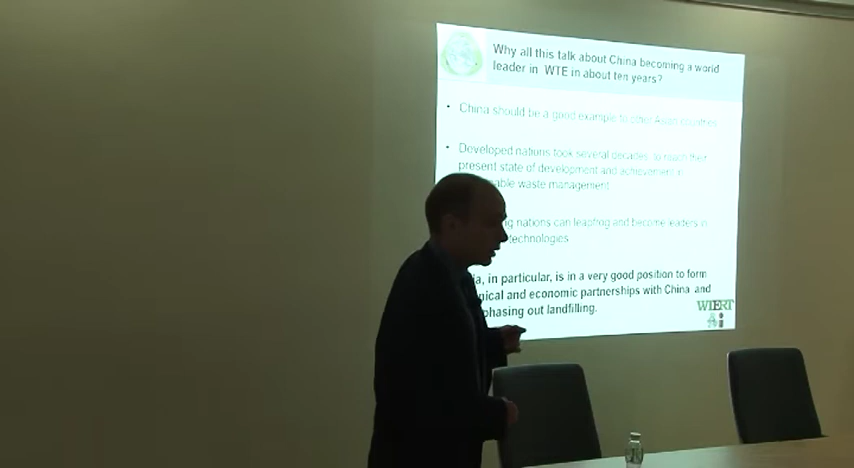 Why all this talk about China becoming a world
leader in WTE in about ten years?
• China should be a good example to other Asian countries
• Developed nations took several decades to reach their
present state of development and achievement in
able waste management.
nations can leapfrog and become leaders in
technologies.
in particular, is in a very good position to form
and economic partnerships with China and
phasing out landfilling.
WTERT